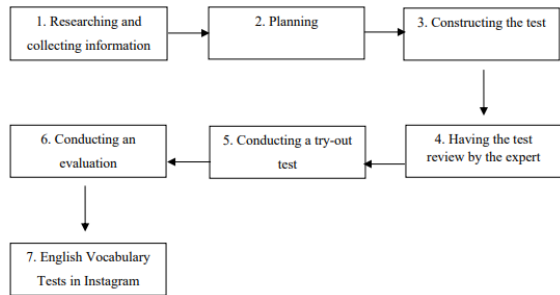 1. Researching and
collecting information
2. Planning
3. Constructing the test
4. Having the test
review by the expert
5. Conducting a try-out
test
6. Conducting an
evaluation
7. English Vocabulary
Tests in Instagram